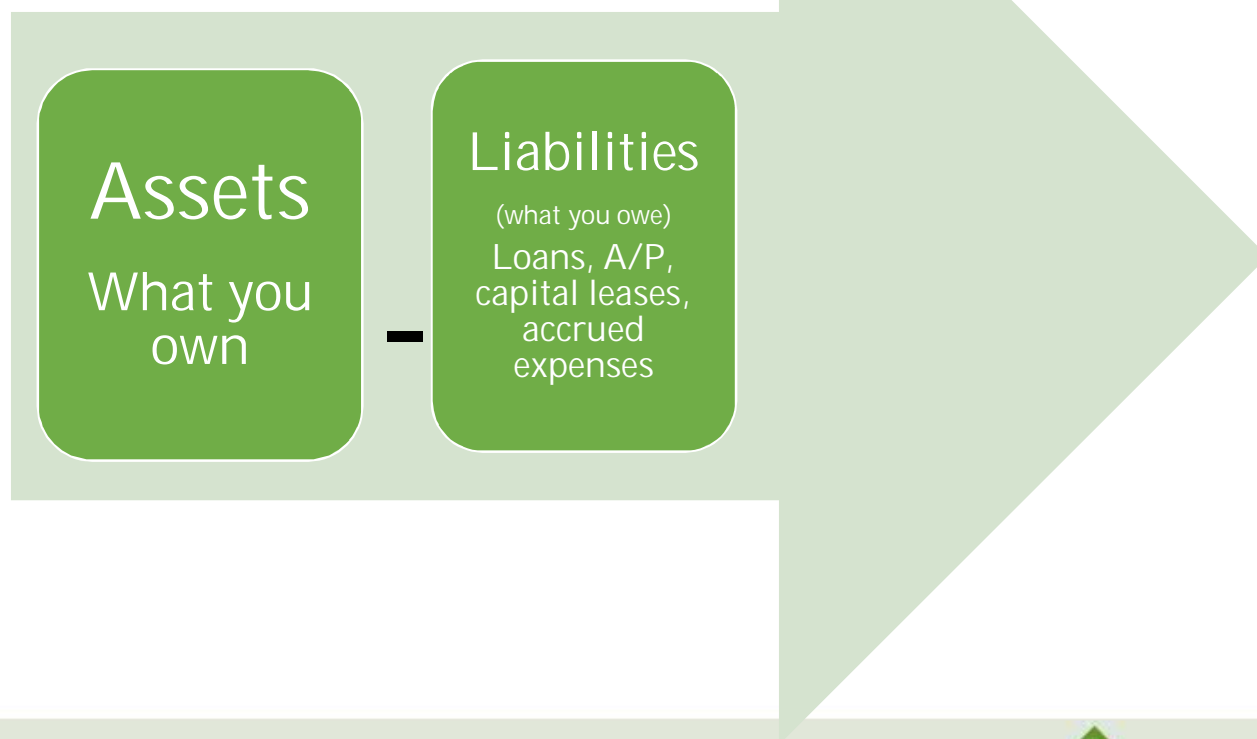 Assets
What you
own
-
Liabilities
(what you owe)
Loans, A/P,
capital leases,
accrued
expenses